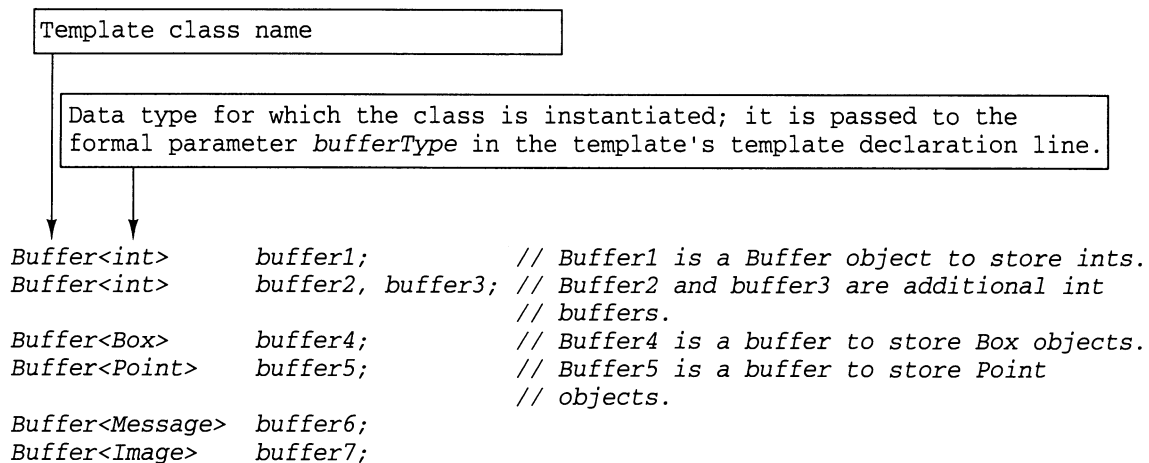 Template class name
Data type for which the class is instantiated; it is passed to the
formal parameter bufferType in the template's template declaration line.
Buffer<int> buffer1; // Buffer1 is a Buffer object to store ints.
Buffer<int> buffer2, buffer3; // Buffer2 and buffer3 are additional int
// buffers.
Buffer<Box> buffer4; // Buffer4 is a buffer to store Box objects.
Buffer<Point> buffer5; // Buffer5 is a buffer to store Point
// objects.
Buffer<Message> buffer6;
Buffer<Image> buffer7;